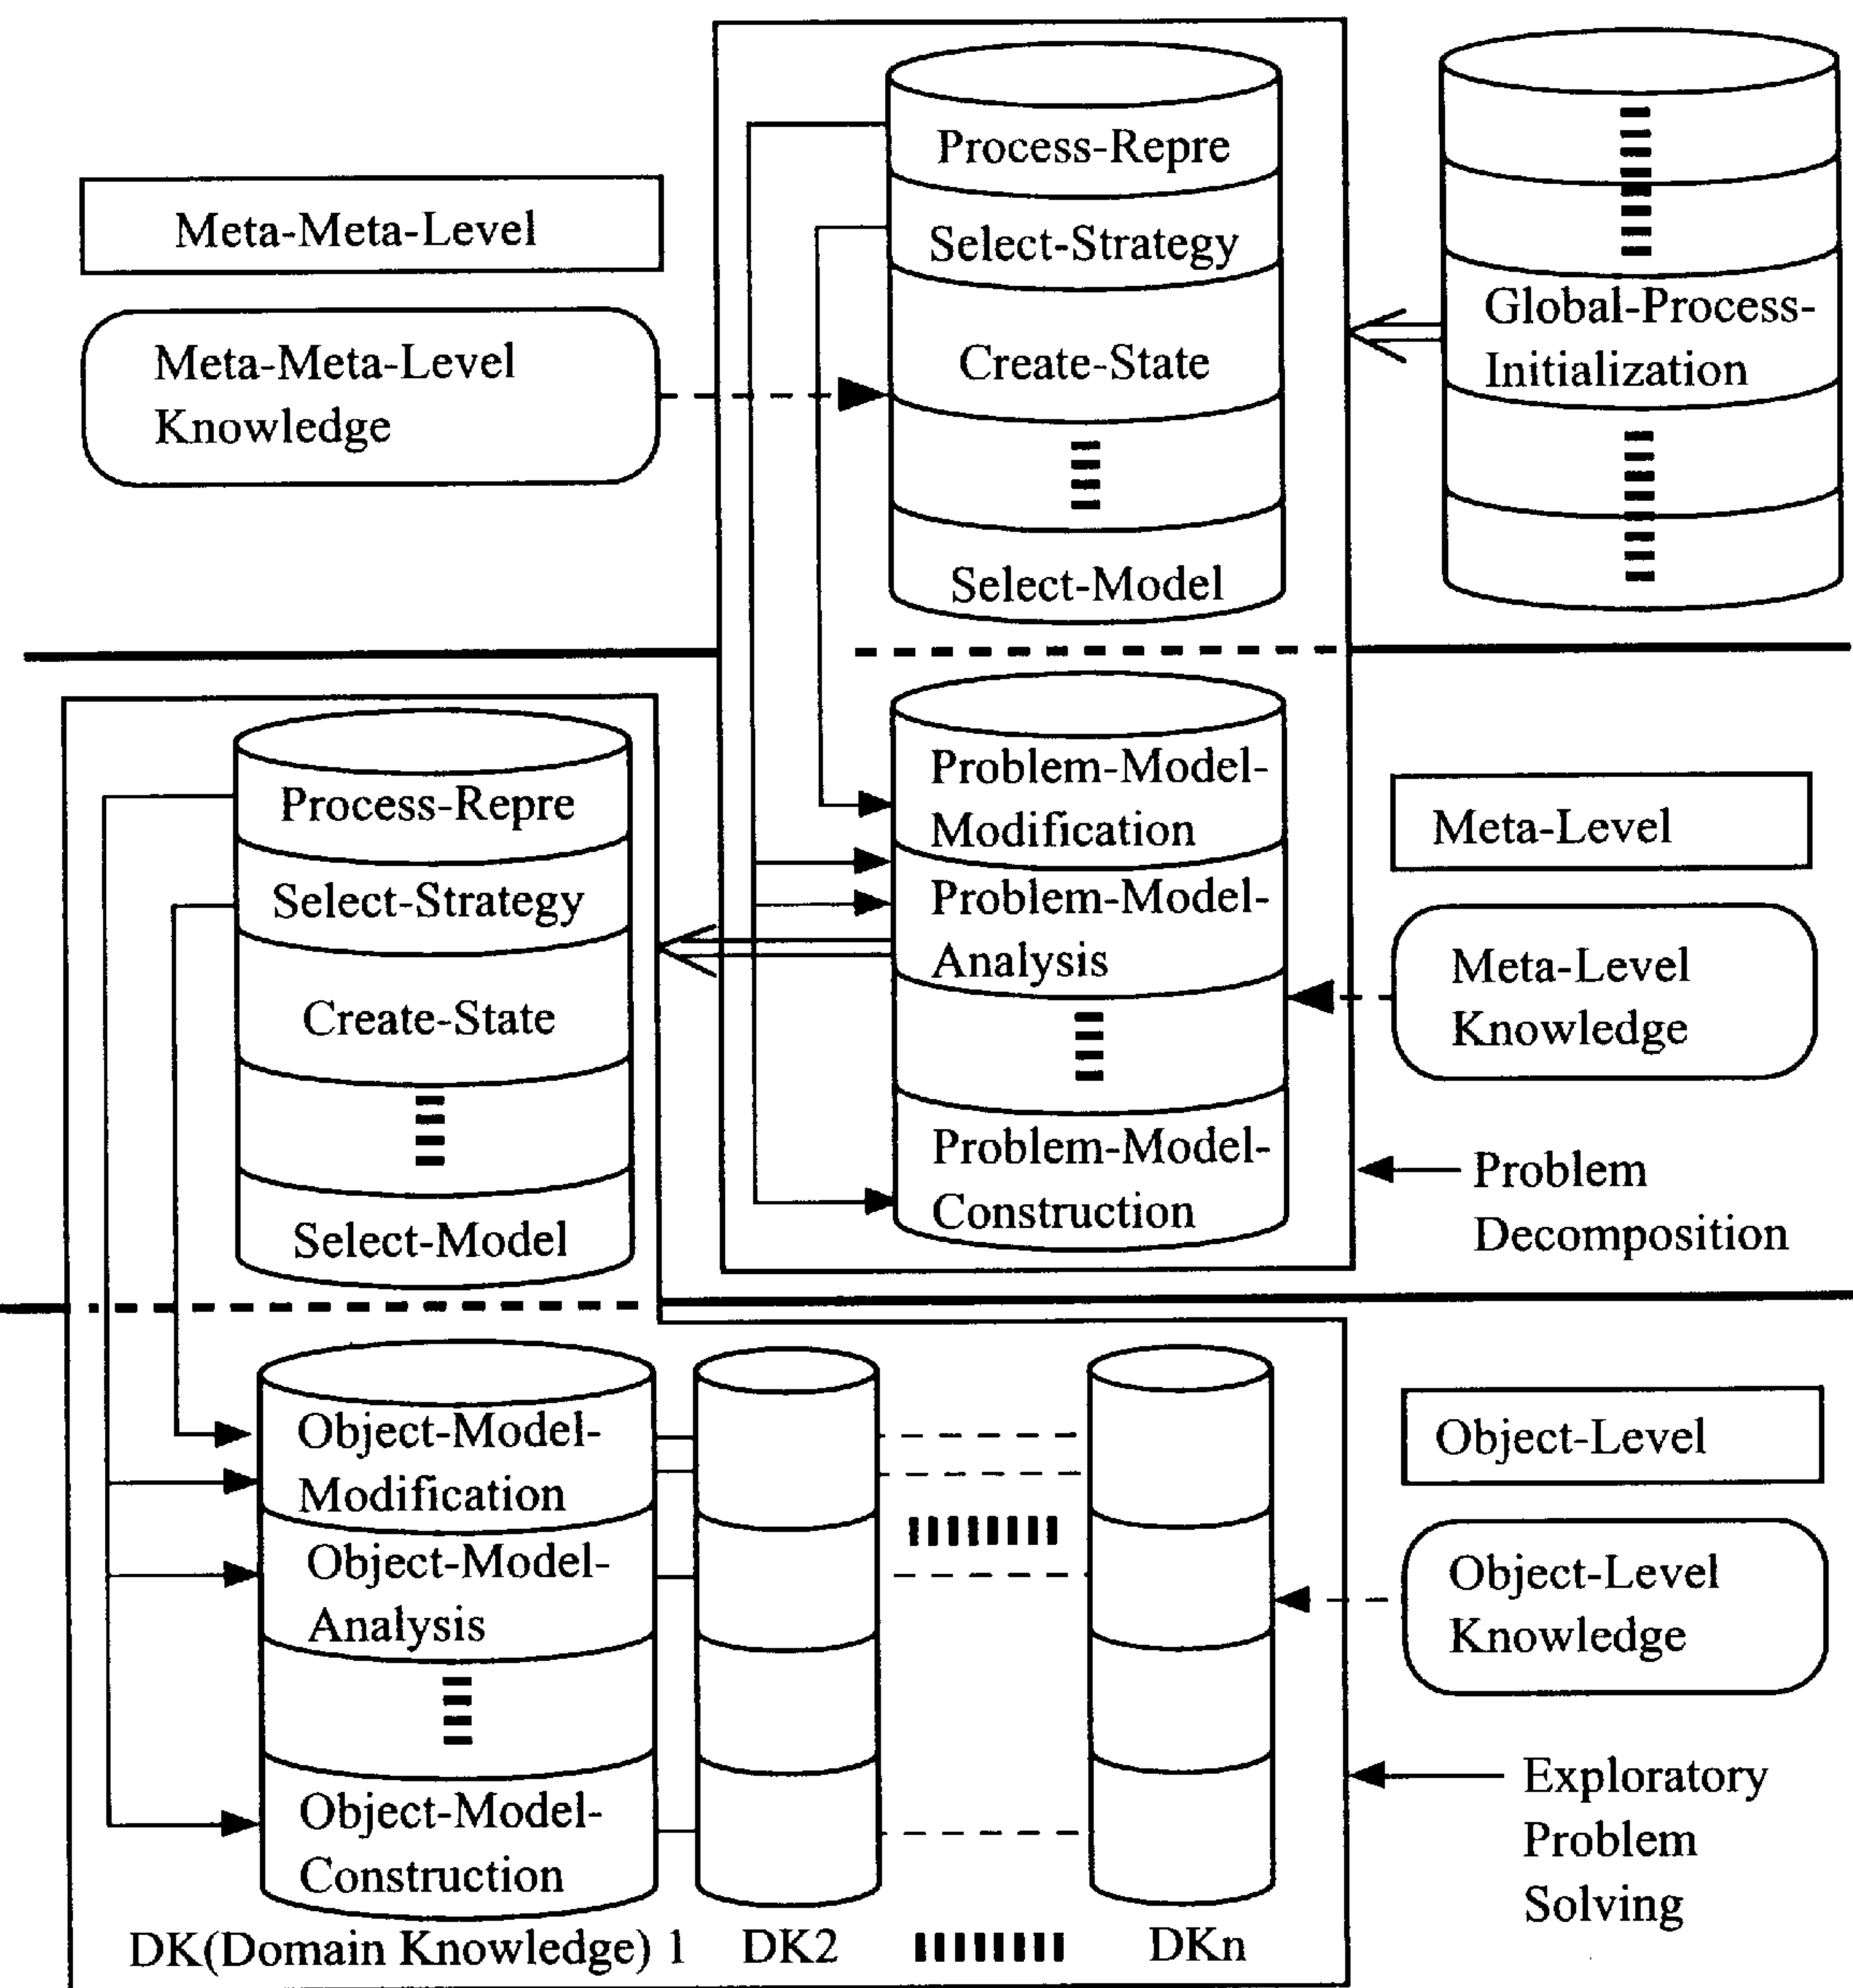 Meta-Meta-Level
Meta-Meta-Level
Knowledge
Process-Repre
Select-Strategy
Create-State
Select-Model
Global-Process-
Initialization
Process-Repre
Select-Strategy
Create-State
Select-Model
Problem-Model-
Modification
Problem-Model-
Analysis
Problem-Model-
Construction
Meta-Level
Meta-Level
Knowledge
Problem
Decomposition
Object-Model-
Modification
Object-Model-
Analysis
Object-Model-
Construction
DK(Domain Knowledge) 1
DK2
DKn
Object-Level
Object-Level
Knowledge
Exploratory
Problem
Solving